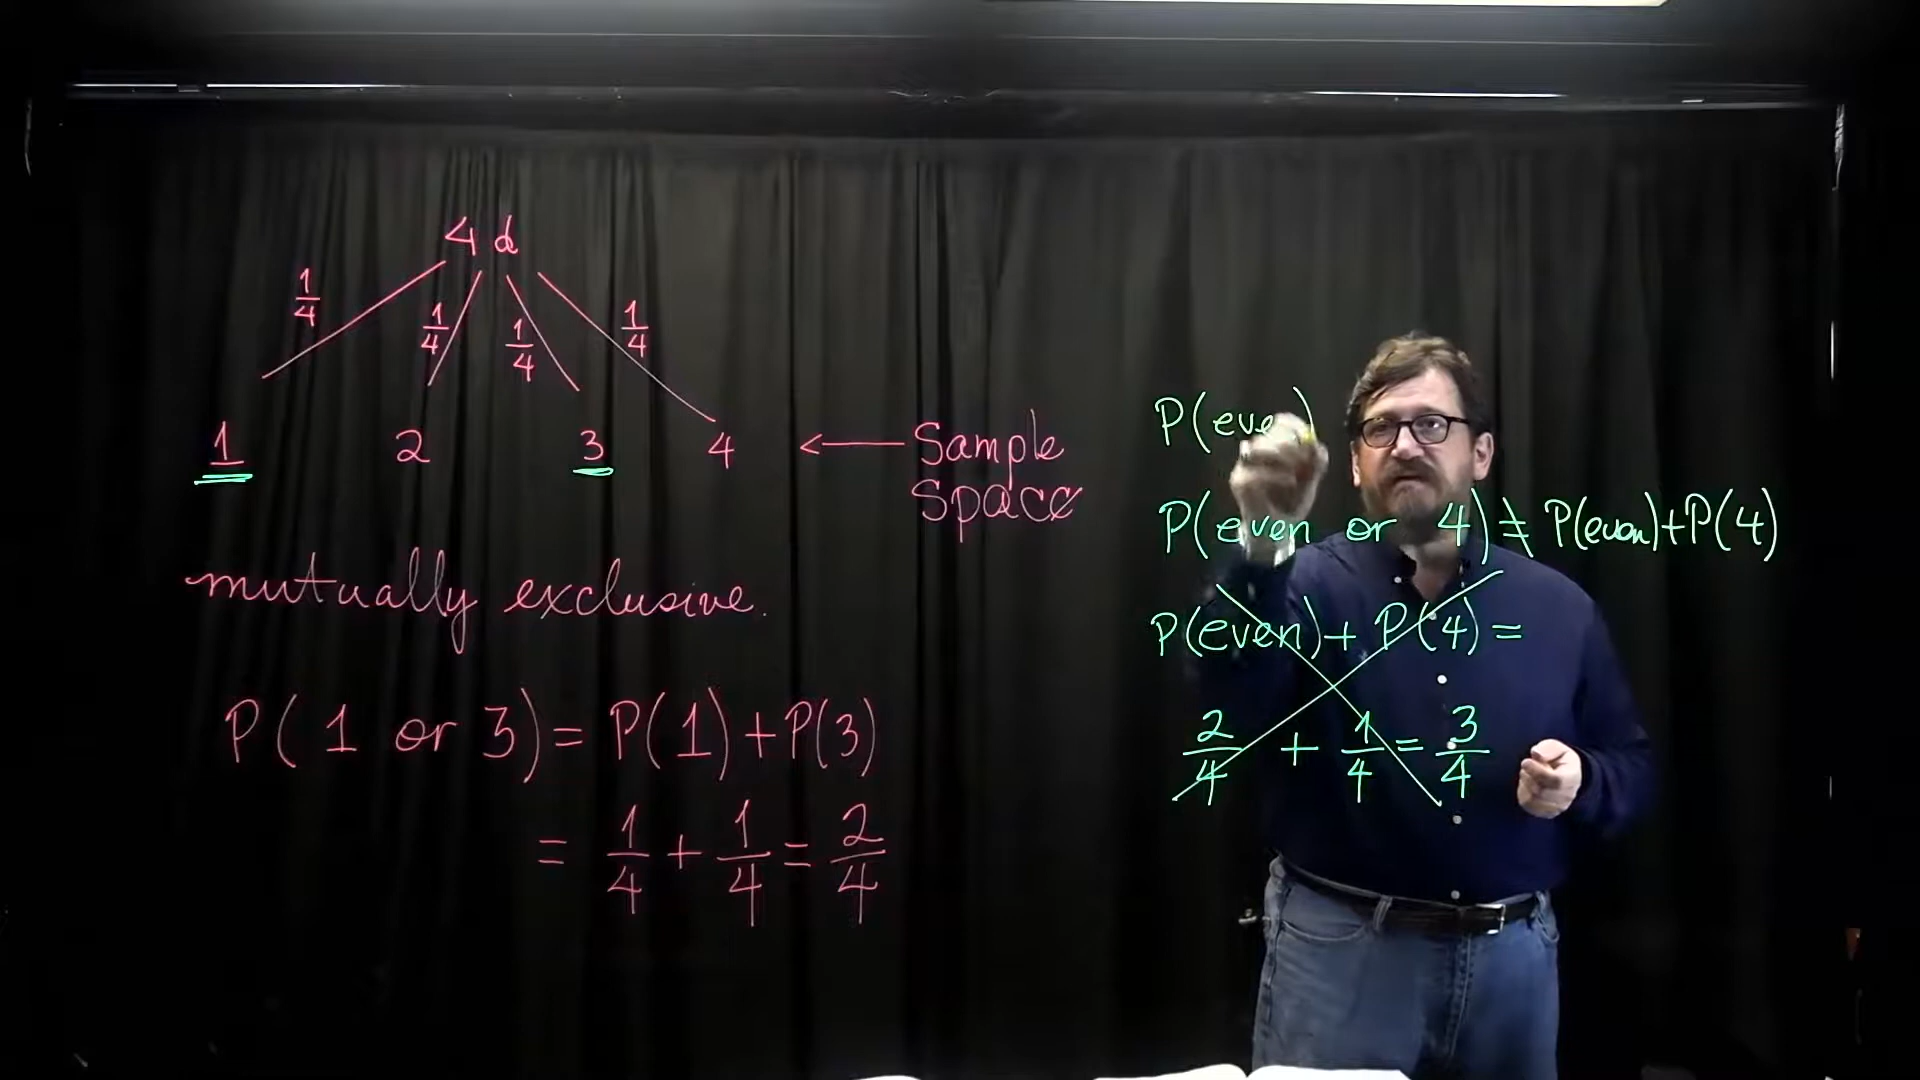 4d
1/4 1/4 1/4 1/4
1 2 3 4 ← Sample
Space
mutually exclusive.
P( 1 or 3) = P(1) + P(3)
= 1/4 + 1/4 = 2/4
P(even)
P(even or 4) ≠ P(even)+P(4)
P(even) + P(4) =
2/4 + 1/4 = 3/4